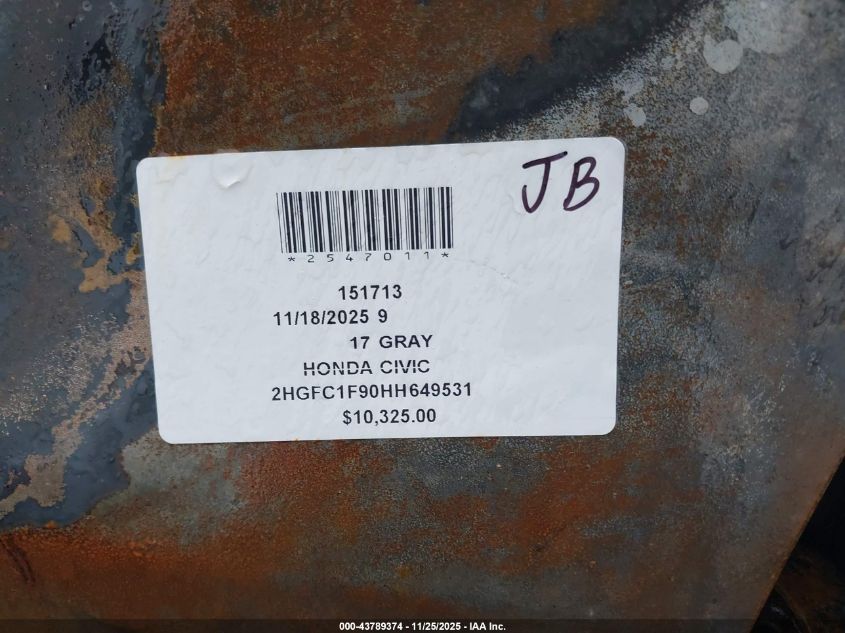 JB
*2547011*
151713
11/18/2025 9
17 GRAY
HONDA CIVIC
2HGFC1F90HH649531
$10,325.00
000-43789374 - 11/25/2025 - IAA Inc.